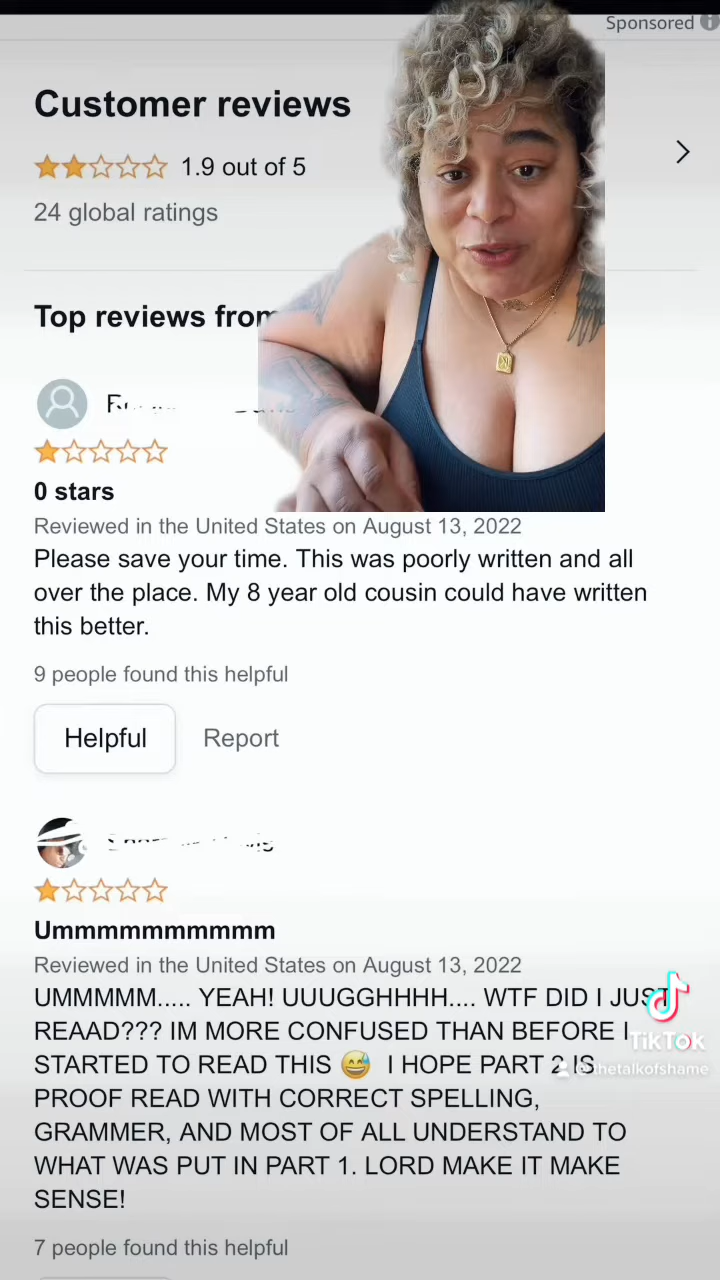 Sponsored
Customer reviews
1.9 out of 5
24 global ratings
Top reviews from
0 stars
Reviewed in the United States on August 13, 2022
Please save your time. This was poorly written and all
over the place. My 8 year old cousin could have written
this better.
9 people found this helpful
Helpful Report
Ummmmmmmmmm
Reviewed in the United States on August 13, 2022
UMMMMM..... YEAH! UUUGGHHHH.... WTF DID I JUST
REAAD??? IM MORE CONFUSED THAN BEFORE I
STARTED TO READ THIS 😅 I HOPE PART 2 IS
PROOF READ WITH CORRECT SPELLING,
GRAMMER, AND MOST OF ALL UNDERSTAND TO
WHAT WAS PUT IN PART 1. LORD MAKE IT MAKE
SENSE!
7 people found this helpful
TikTok
@thetalkofshame